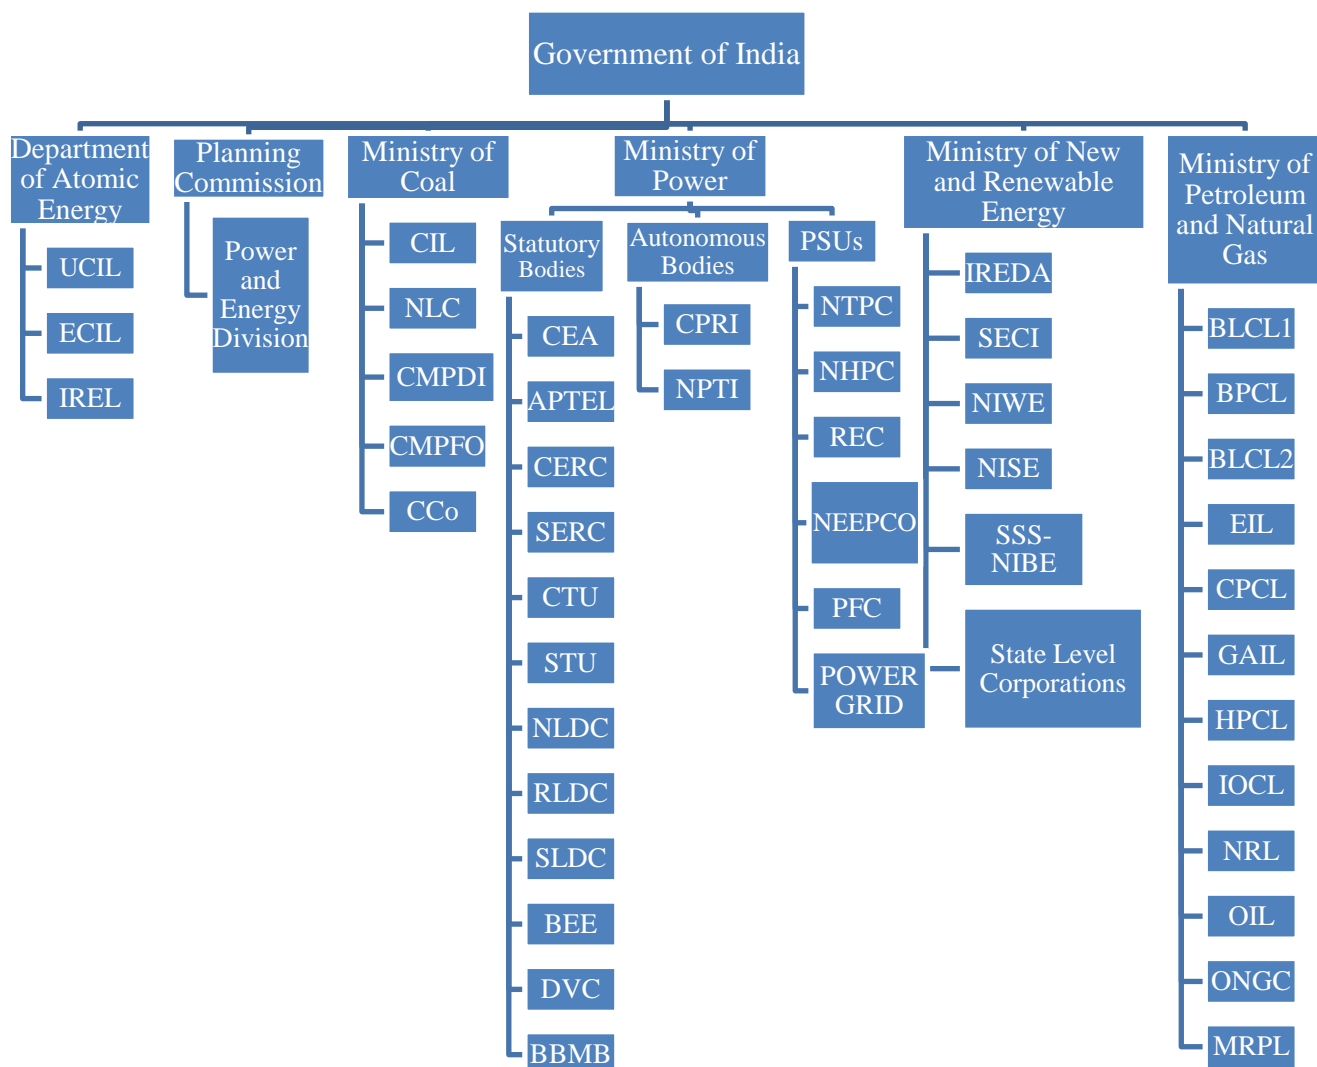 Government of India
Department
of Atomic
Energy
UCIL
ECIL
IREL
Planning
Commission
Power
and
Energy
Division
Ministry of
Coal
CIL
NLC
CMPDI
CMPFO
CCo
Ministry of
Power
Statutory
Bodies
CEA
APTEL
CERC
SERC
CTU
STU
NLDC
RLDC
SLDC
BEE
DVC
BBMB
Autonomous
Bodies
CPRI
NPTI
PSUs
NTPC
NHPC
REC
NEEPCO
PFC
POWER
GRID
Ministry of New
and Renewable
Energy
IREDA
SECI
NIWE
NISE
SSS-
NIBE
State Level
Corporations
Ministry of
Petroleum
and Natural
Gas
BLCL1
BPCL
BLCL2
EIL
CPCL
GAIL
HPCL
IOCL
NRL
OIL
ONGC
MRPL